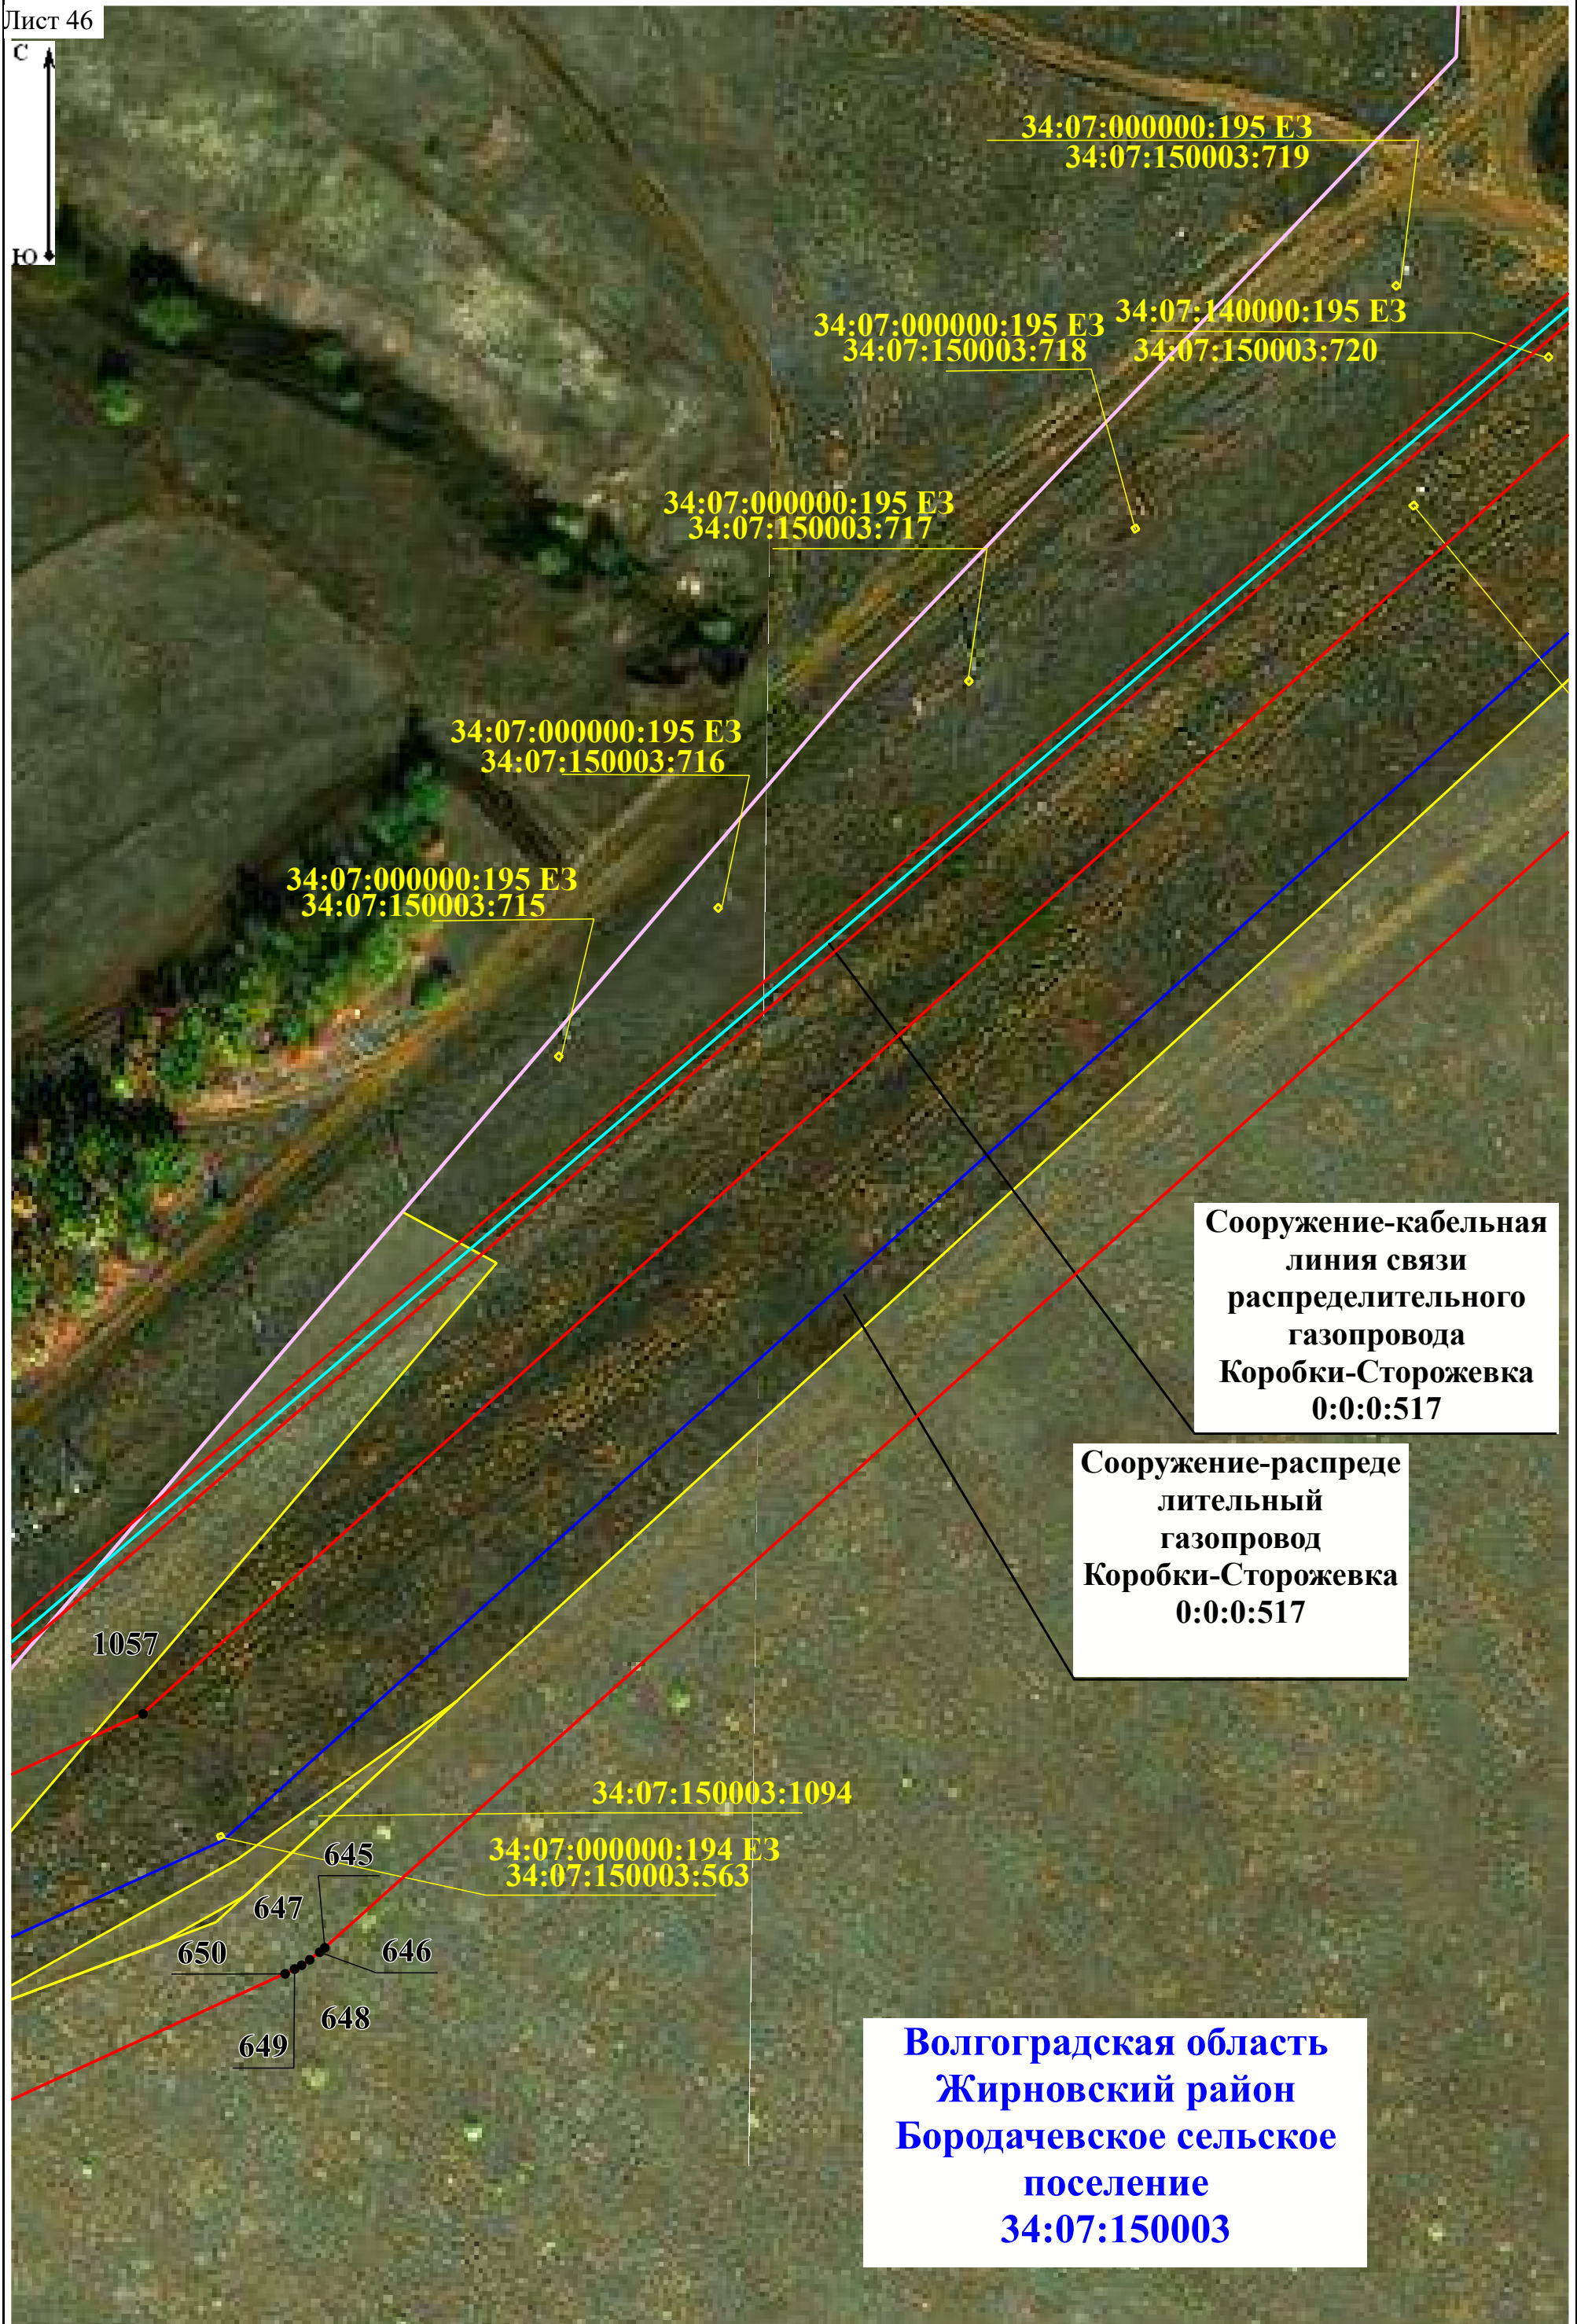 Лист 46
С
Ю
34:07:000000:195 ЕЗ
34:07:150003:719
34:07:000000:195 ЕЗ
34:07:150003:718
34:07:140000:195 ЕЗ
34:07:150003:720
34:07:000000:195 ЕЗ
34:07:150003:717
34:07:000000:195 ЕЗ
34:07:150003:716
34:07:000000:195 ЕЗ
34:07:150003:715
Сооружение-кабельная
линия связи
распределительного
газопровода
Коробки-Сторожевка
0:0:0:517
Сооружение-распреде
лительный
газопровод
Коробки-Сторожевка
0:0:0:517
1057
34:07:150003:1094
34:07:000000:194 ЕЗ
34:07:150003:563
645
647
650
646
648
649
Волгоградская область
Жирновский район
Бородачевское сельское
поселение
34:07:150003